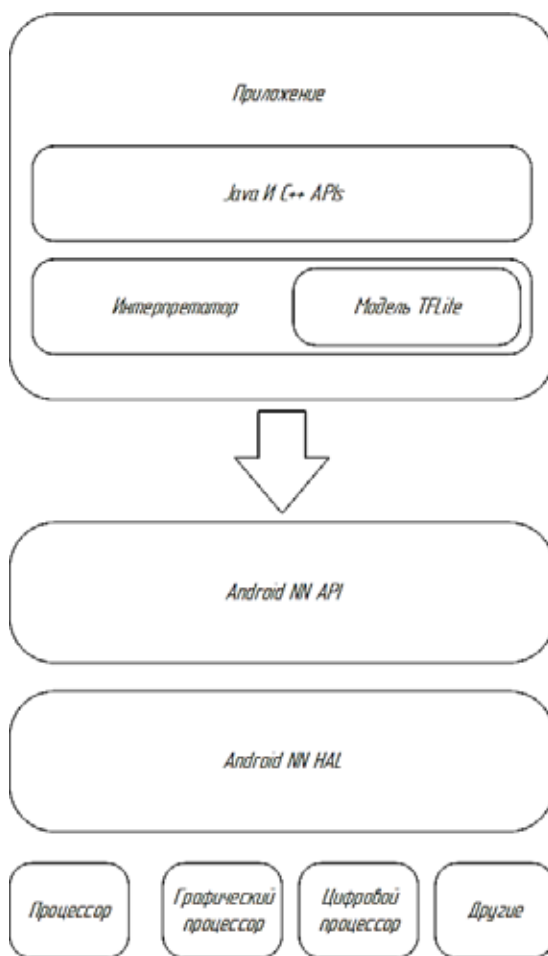 Приложение
Java И C++ APIs
Интерпретатор
Модель TFLite
Android NN API
Android NN HAL
Процессор
Графический
процессор
Цифровой
процессор
Другие